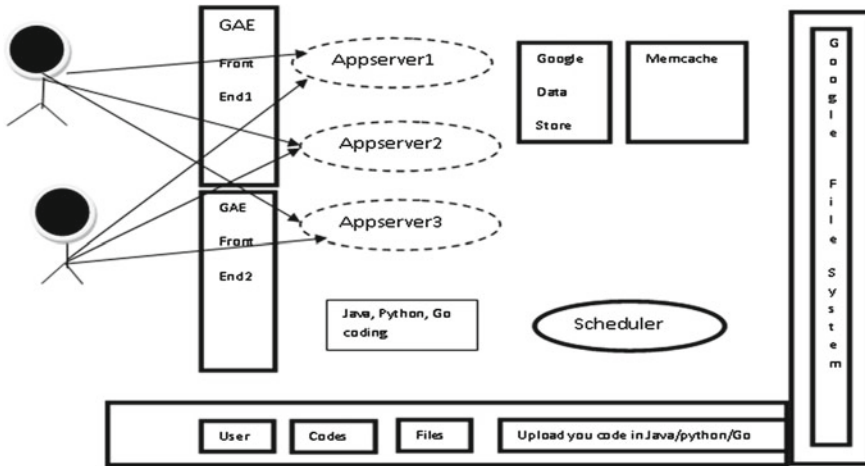 GAE
Front
End1
Appserver1
Appserver2
Appserver3
Google
Data
Store
Memcache
GAE
Front
End2
Java, Python, Go
coding
Scheduler
Google File System
User
Codes
Files
Upload you code in Java/python/Go